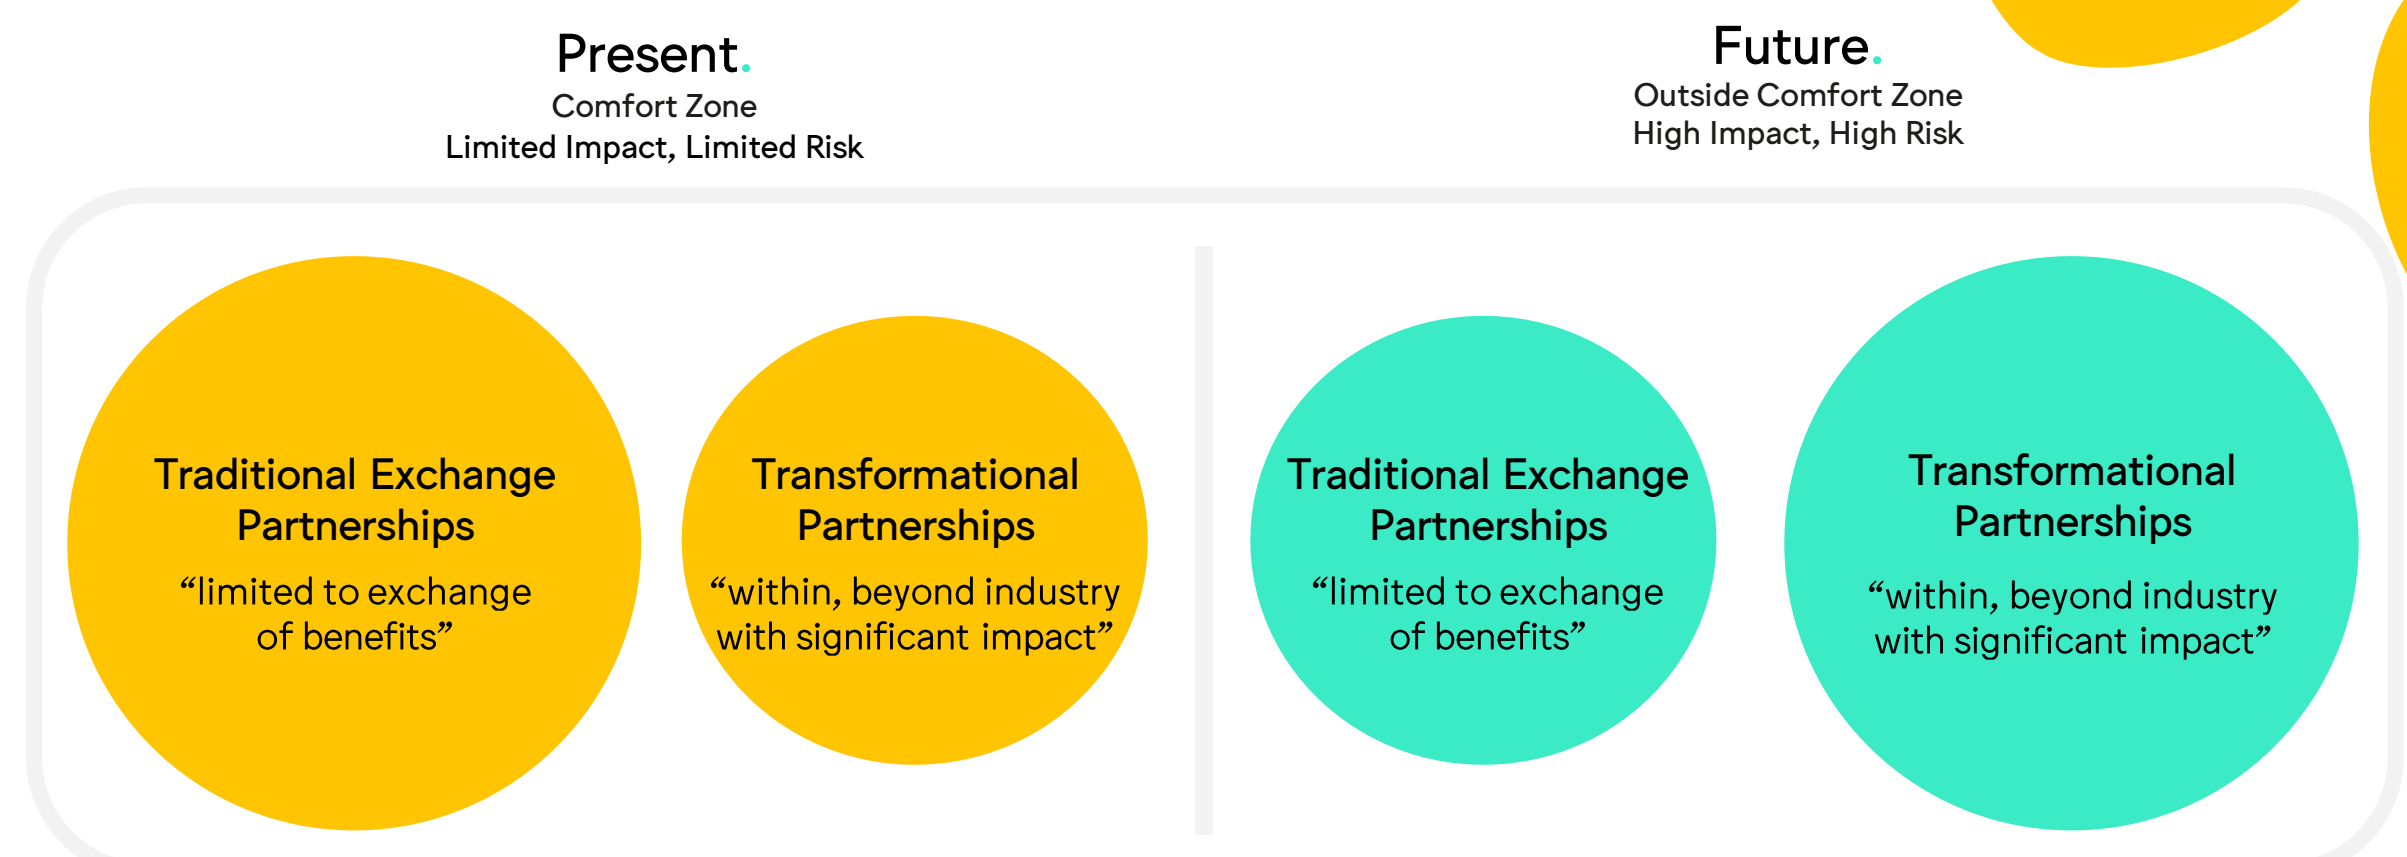 Present.
Comfort Zone
Limited Impact, Limited Risk
Future.
Outside Comfort Zone
High Impact, High Risk
Traditional Exchange
Partnerships
“limited to exchange
of benefits”
Transformational
Partnerships
“within, beyond industry
with significant impact”
Traditional Exchange
Partnerships
“limited to exchange
of benefits”
Transformational
Partnerships
“within, beyond industry
with significant impact”